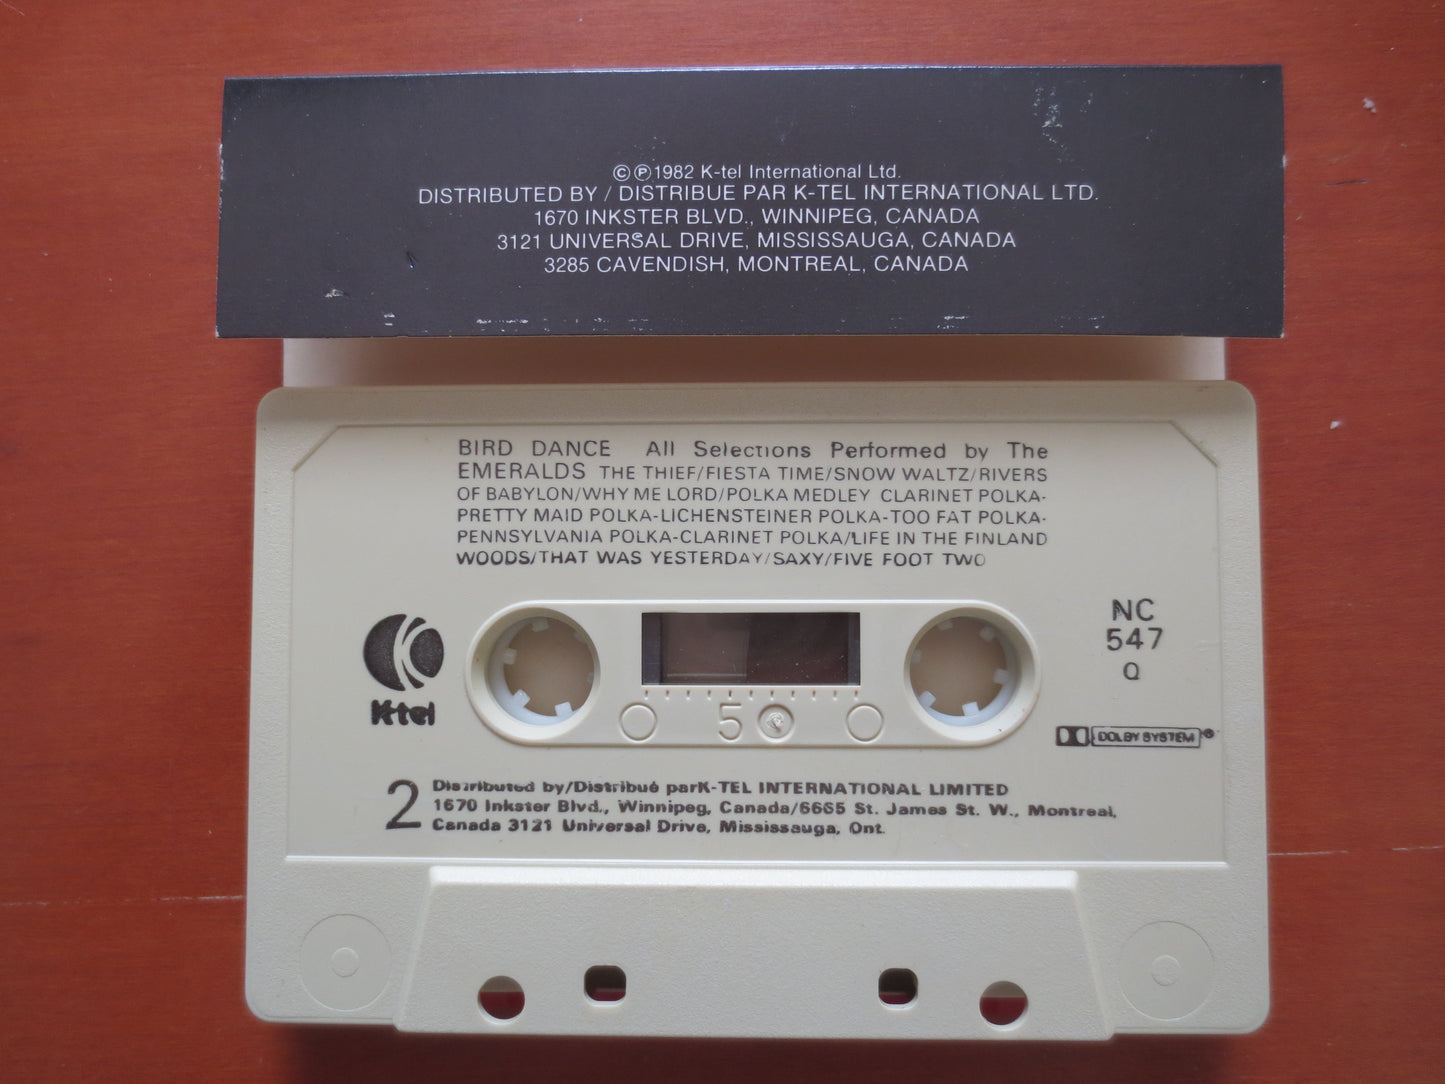 ©Ⓟ1982 K-tel International Ltd.
DISTRIBUTED BY / DISTRIBUE PAR K-TEL INTERNATIONAL LTD.
1670 INKSTER BLVD., WINNIPEG, CANADA
3121 UNIVERSAL DRIVE, MISSISSAUGA, CANADA
3285 CAVENDISH, MONTREAL, CANADA
BIRD DANCE All Selections Performed by The
EMERALDS THE THIEF/FIESTA TIME/SNOW WALTZ/RIVERS
OF BABYLON/WHY ME LORD/POLKA MEDLEY CLARINET POLKA-
PRETTY MAID POLKA-LICHENSTEINER POLKA-TOO FAT POLKA-
PENNSYLVANIA POLKA-CLARINET POLKA/LIFE IN THE FINLAND
WOODS/THAT WAS YESTERDAY/SAXY/FIVE FOOT TWO
K-tel
NC
547
Q
5
DOLBY SYSTEM®
2
Distributed by/Distribué parK-TEL INTERNATIONAL LIMITED
1670 Inkster Blvd., Winnipeg, Canada/6665 St. James St. W., Montreal,
Canada 3121 Universal Drive, Mississauga, Ont.